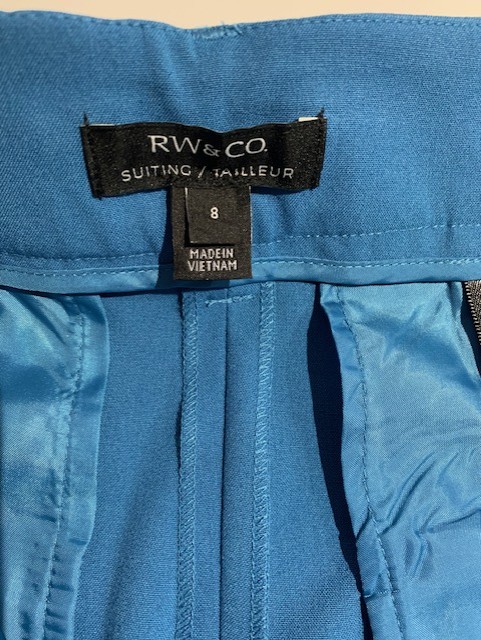 RW&CO.
SUITING / TAILLEUR
8
MADE IN
VIETNAM